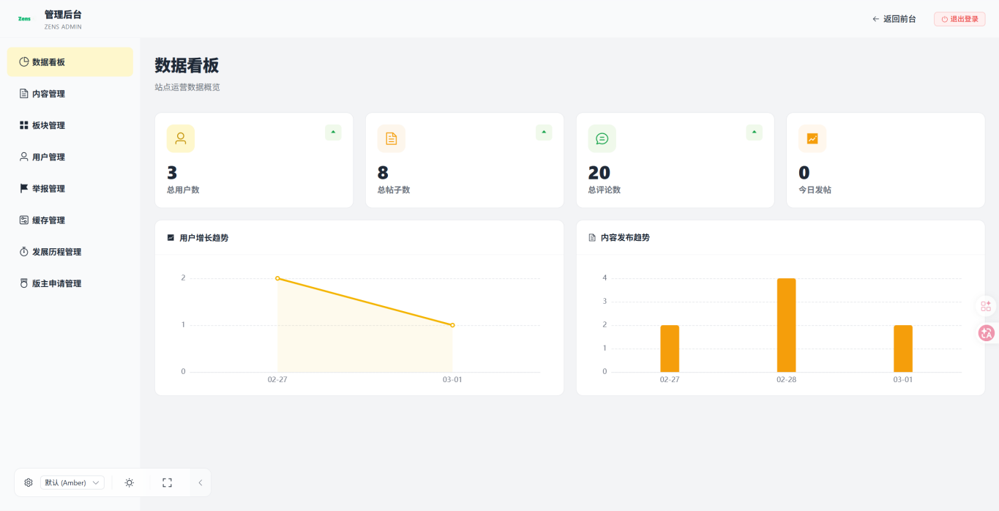 Zens
管理后台
ZENS ADMIN
返回前台
退出登录
数据看板
内容管理
板块管理
用户管理
举报管理
缓存管理
发展历程管理
版主申请管理
数据看板
站点运营数据概览
3
总用户数
8
总帖子数
20
总评论数
0
今日发帖
用户增长趋势
2
1
0
02-27
03-01
内容发布趋势
4
3
2
1
0
02-27
02-28
03-01
默认 (Amber)